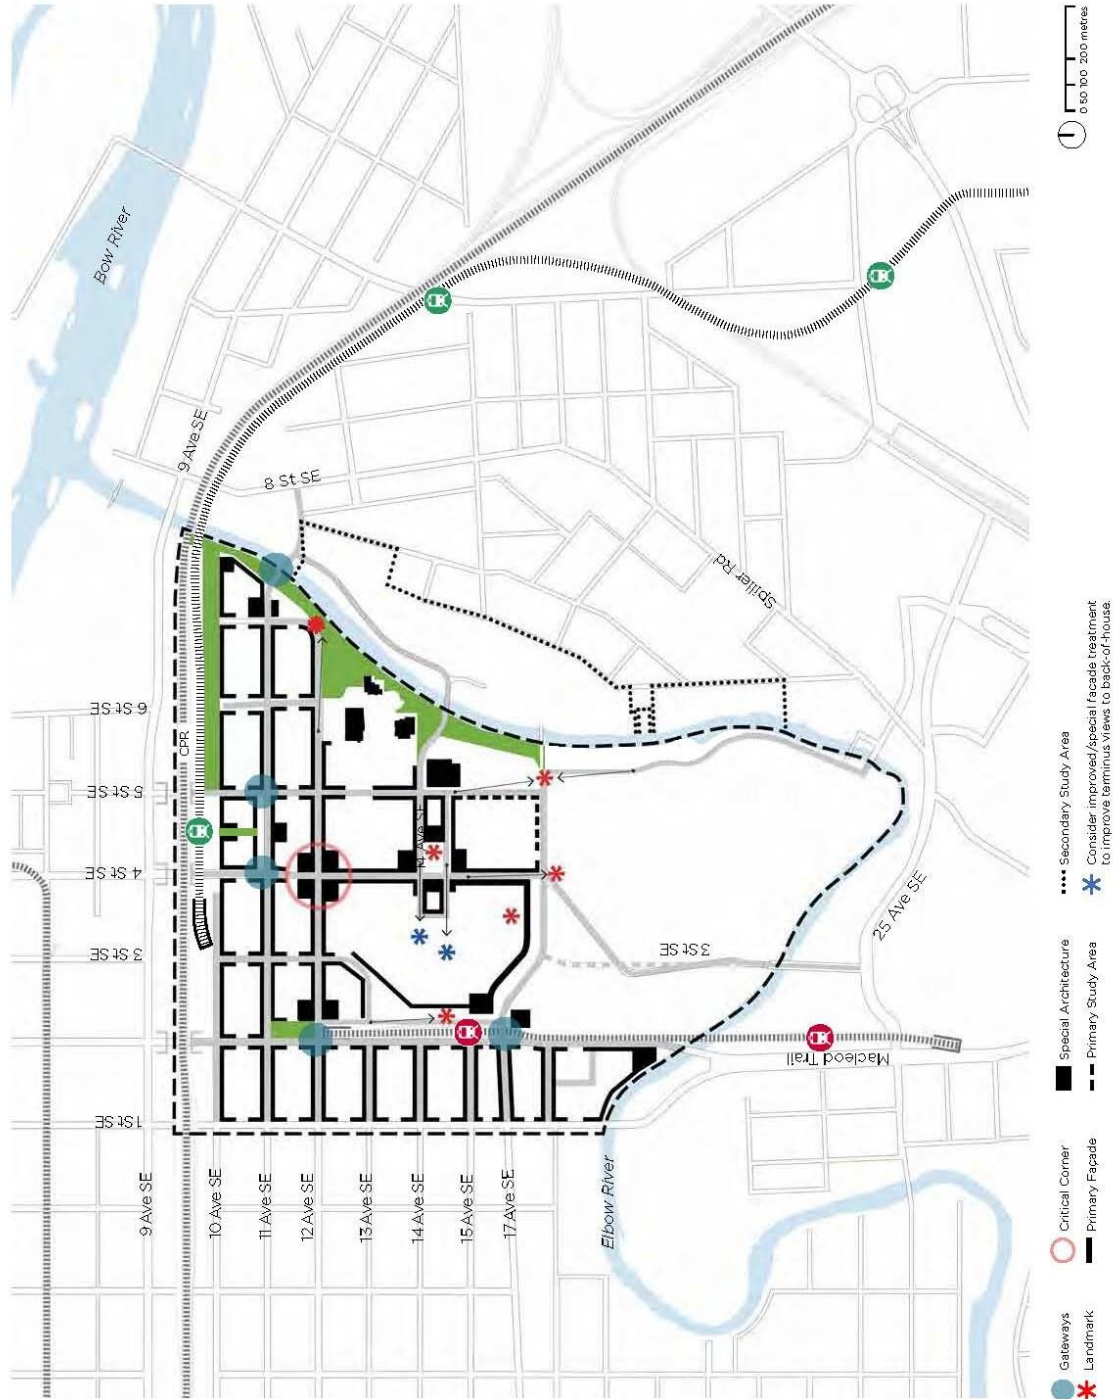 Bow River
9 Ave SE
8 St SE
CPR
6 St SE
5 St SE
4 St SE
3 St SE
1 St SE
14 Ave SE
Spiller Rd
25 Ave SE
3 St SE
Macleod Trail
Elbow River
9 Ave SE
10 Ave SE
11 Ave SE
12 Ave SE
13 Ave SE
14 Ave SE
15 Ave SE
17 Ave SE
0 50 100 200 metres
Gateways
Landmark
Critical Corner
Primary Façade
Special Architecture
Primary Study Area
Secondary Study Area
Consider improved/special facade treatment
to improve terminus views to back-of-house.